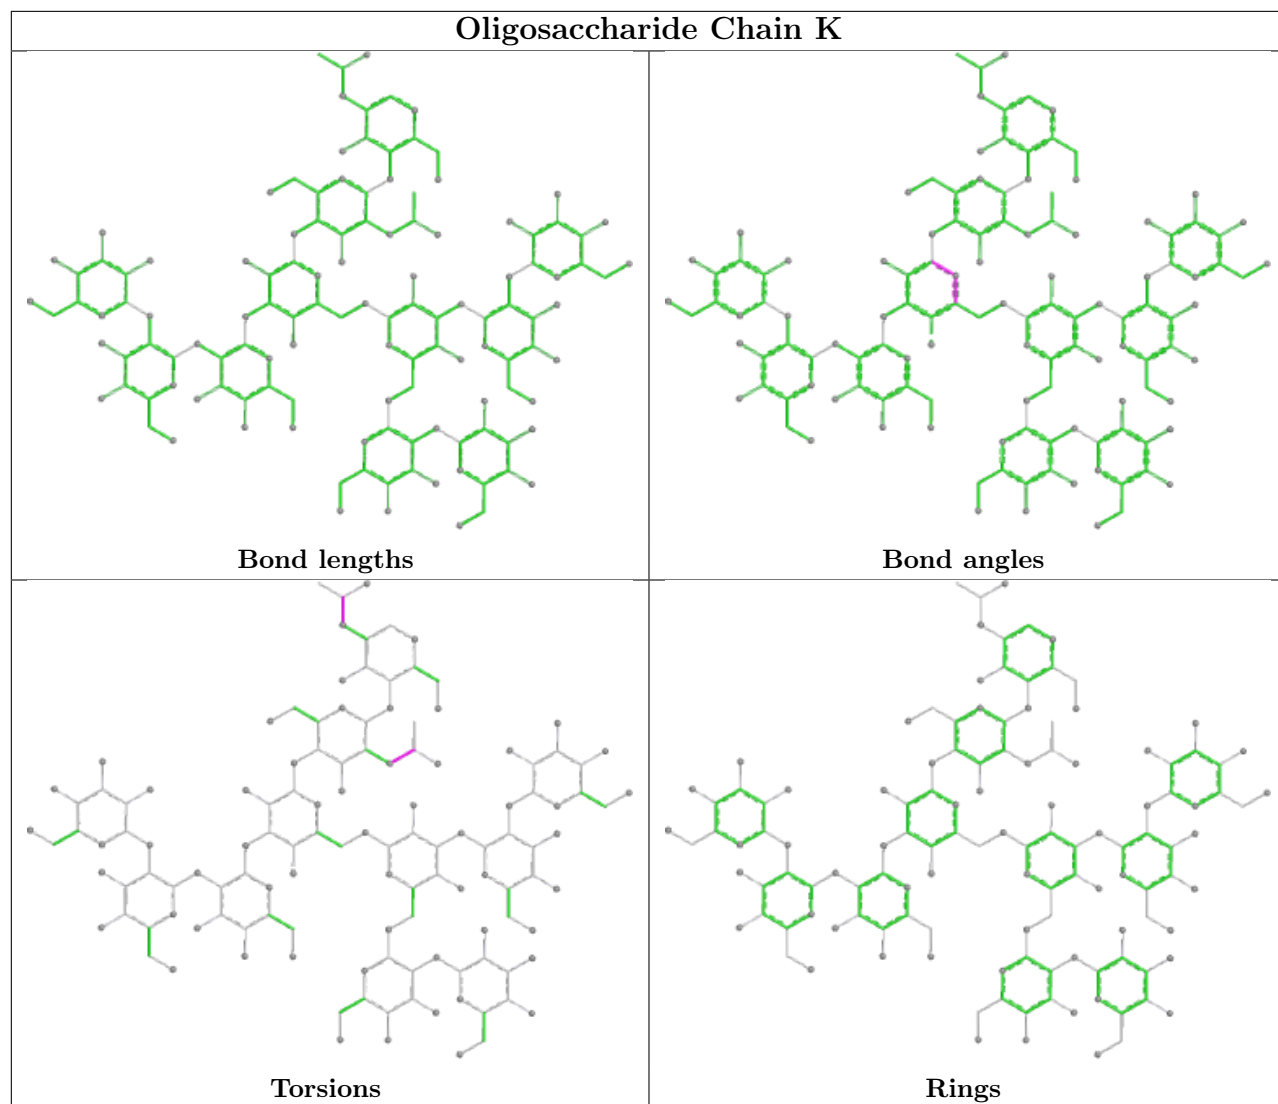 Oligosaccharide Chain K
Bond lengths
Bond angles
Torsions
Rings